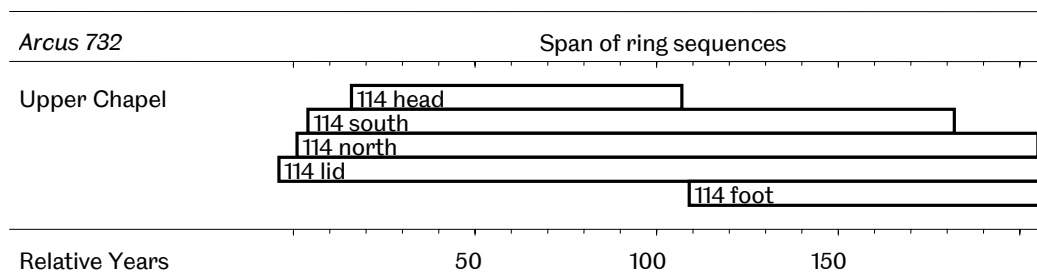 Arcus 732 Span of ring sequences
Upper Chapel 114 head
114 south
114 north
114 lid
114 foot
Relative Years 50 100 150